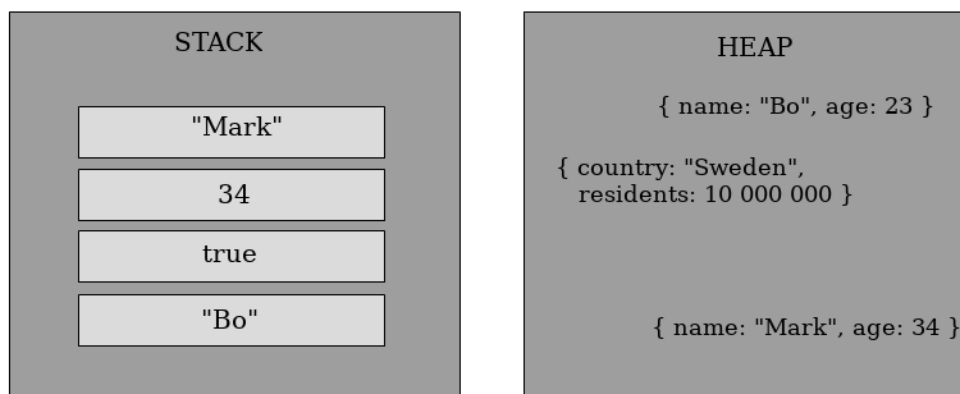 STACK
"Mark"
34
true
"Bo"
HEAP
{ name: "Bo", age: 23 }
{ country: "Sweden",
residents: 10 000 000 }
{ name: "Mark", age: 34 }